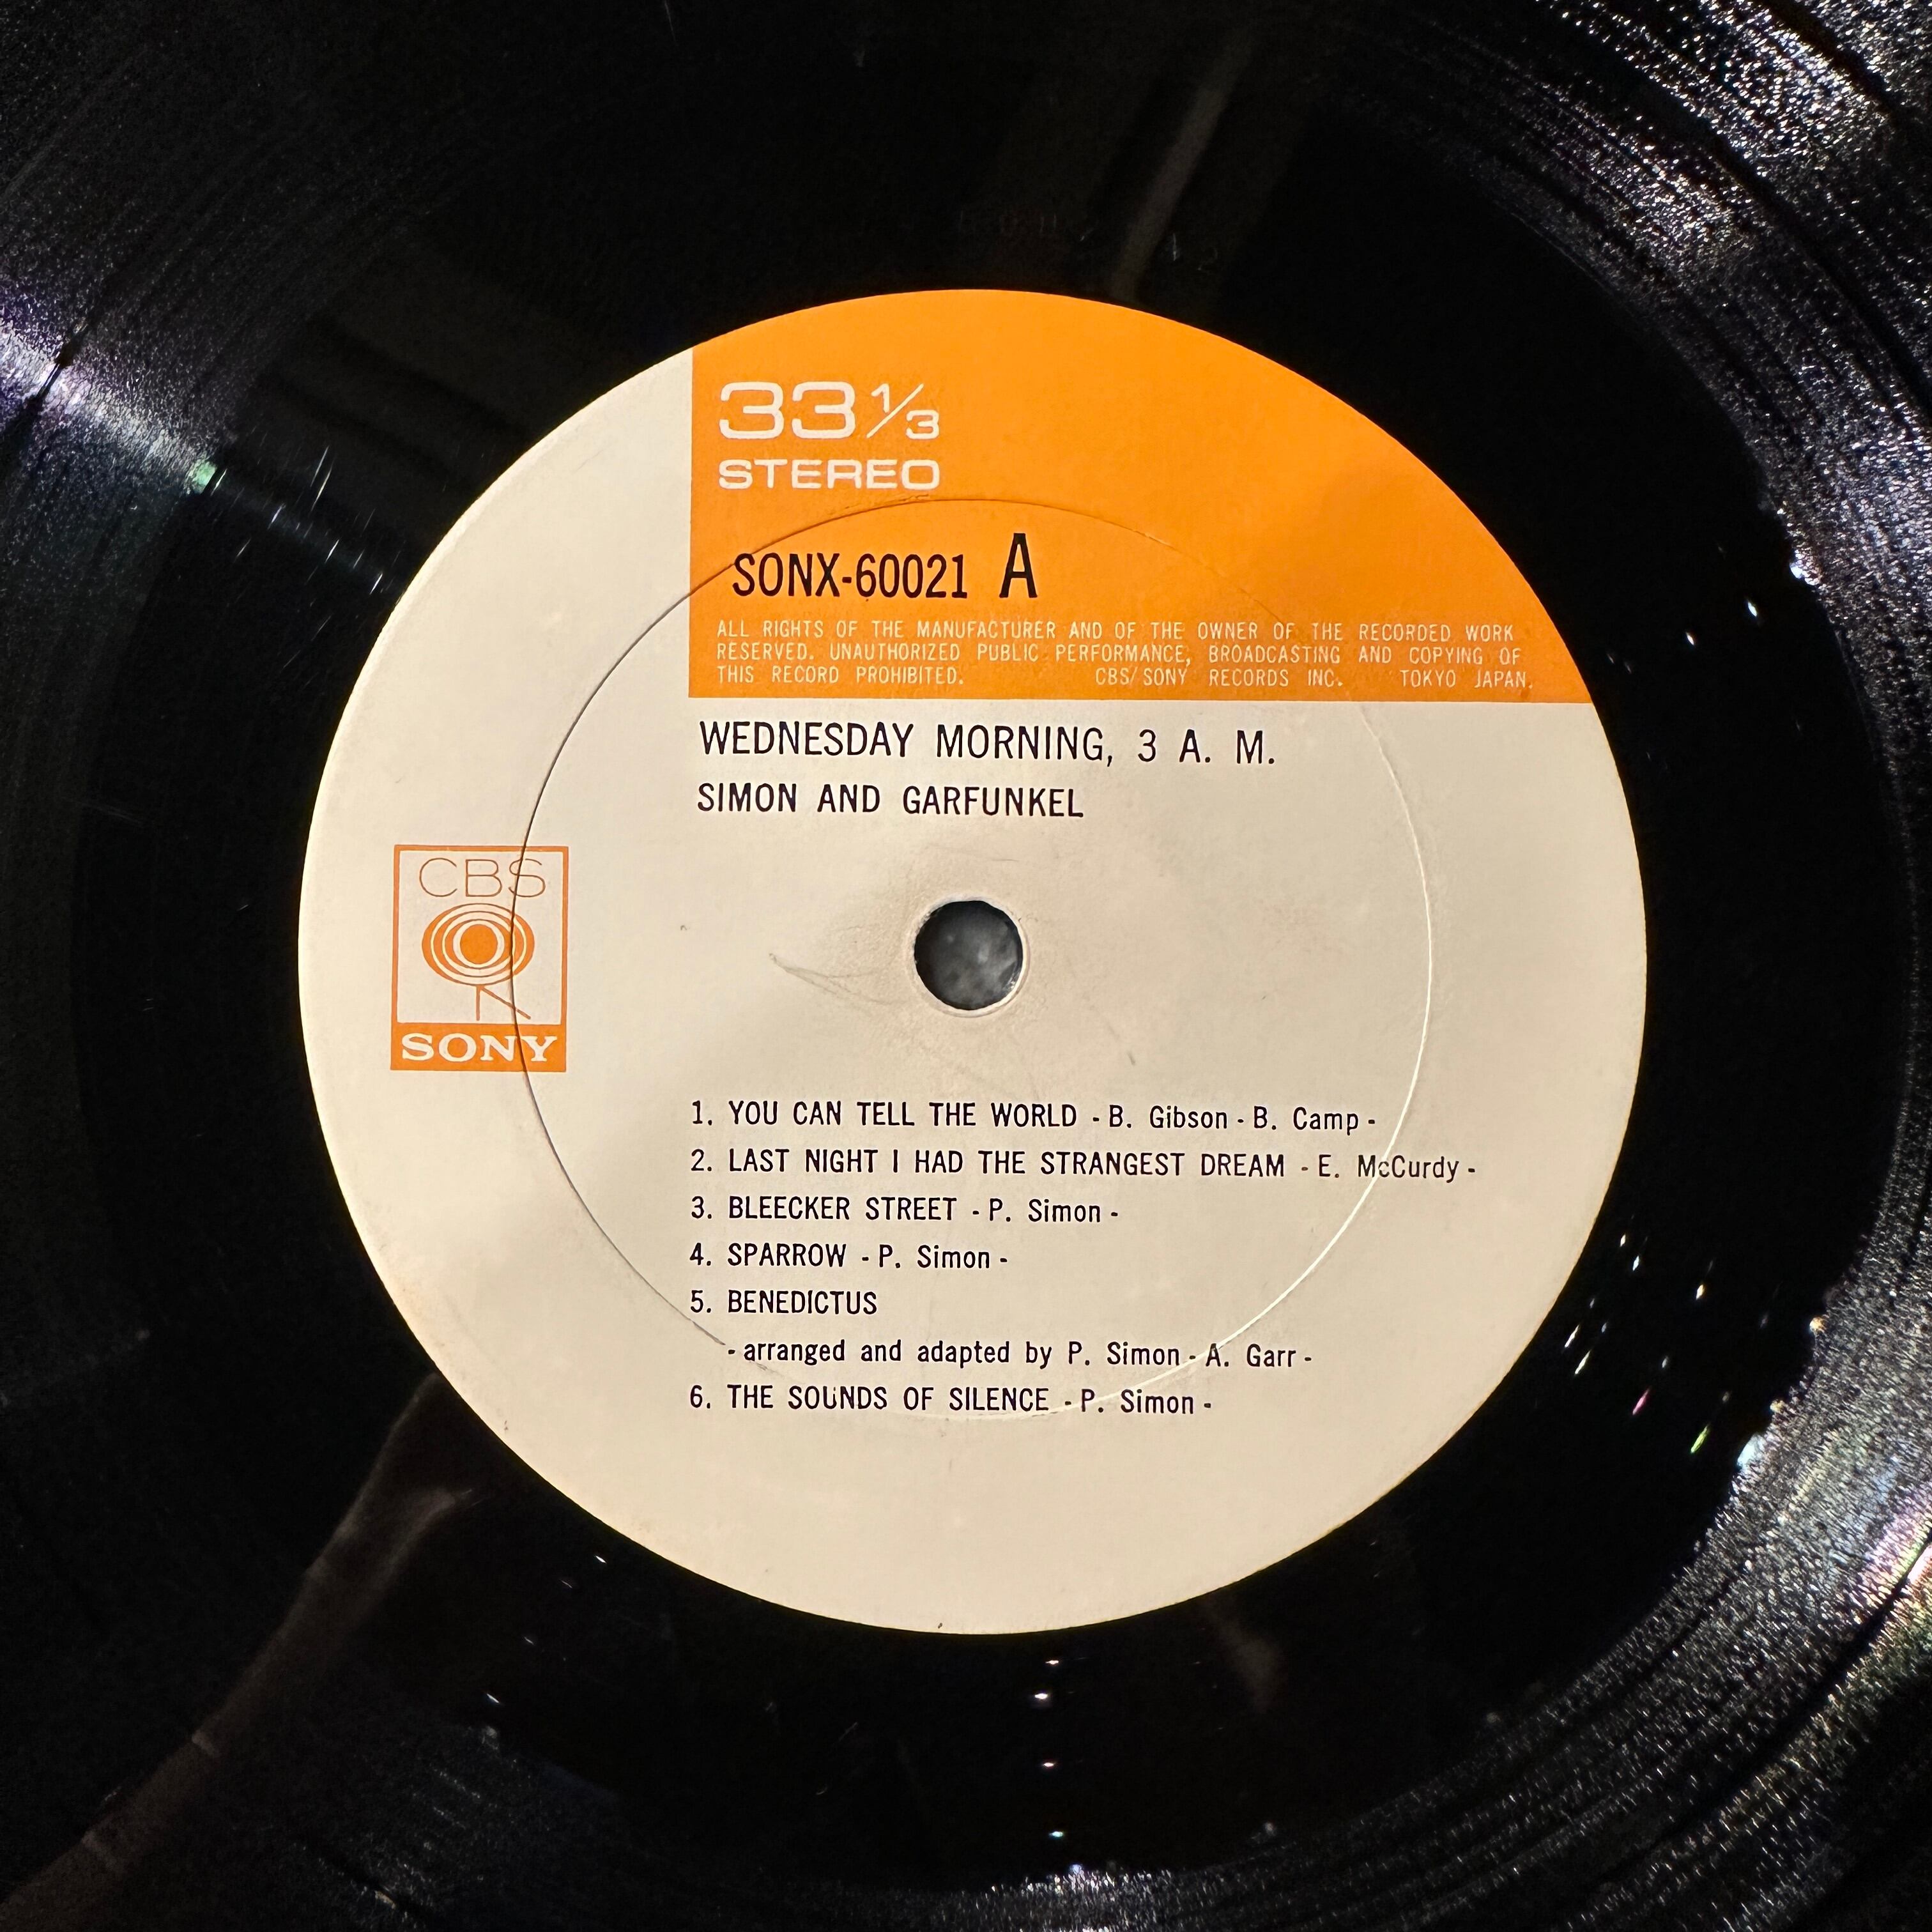 33 1/3
STEREO
SONX-60021 A
ALL RIGHTS OF THE MANUFACTURER AND OF THE OWNER OF THE RECORDED WORK
RESERVED. UNAUTHORIZED PUBLIC PERFORMANCE, BROADCASTING AND COPYING OF
THIS RECORD PROHIBITED. CBS/SONY RECORDS INC. TOKYO JAPAN.
WEDNESDAY MORNING, 3 A. M.
SIMON AND GARFUNKEL
CBS
SONY
1. YOU CAN TELL THE WORLD - B. Gibson - B. Camp -
2. LAST NIGHT I HAD THE STRANGEST DREAM - E. McCurdy -
3. BLEECKER STREET - P. Simon -
4. SPARROW - P. Simon -
5. BENEDICTUS
- arranged and adapted by P. Simon - A. Garr -
6. THE SOUNDS OF SILENCE - P. Simon -